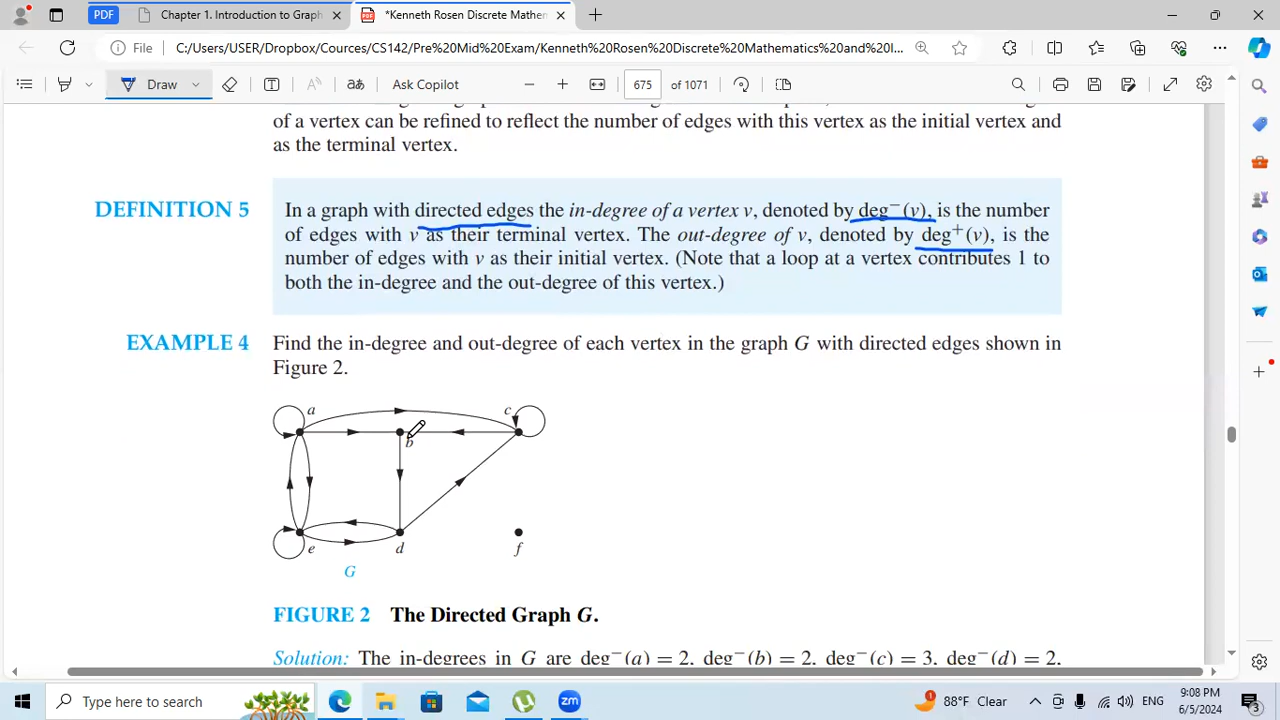 PDF
Chapter 1. Introduction to Graph
*Kenneth Rosen Discrete Mathem
File
C:/Users/USER/Dropbox/Cources/CS142/Pre%20Mid%20Exam/Kenneth%20Rosen%20Discrete%20Mathematics%20and%20I...
Draw
aあ
Ask Copilot
675
of 1071
of a vertex can be refined to reflect the number of edges with this vertex as the initial vertex and
as the terminal vertex.
DEFINITION 5
In a graph with directed edges the in-degree of a vertex v, denoted by deg⁻(v), is the number
of edges with v as their terminal vertex. The out-degree of v, denoted by deg⁺(v), is the
number of edges with v as their initial vertex. (Note that a loop at a vertex contributes 1 to
both the in-degree and the out-degree of this vertex.)
EXAMPLE 4
Find the in-degree and out-degree of each vertex in the graph G with directed edges shown in
Figure 2.
a
c
b
e
d
f
G
FIGURE 2 The Directed Graph G.
Solution: The in-degrees in G are deg⁻(a) = 2, deg⁻(b) = 2, deg⁻(c) = 3, deg⁻(d) = 2,
Type here to search
zm
88°F Clear
ENG
9:08 PM
6/5/2024
3